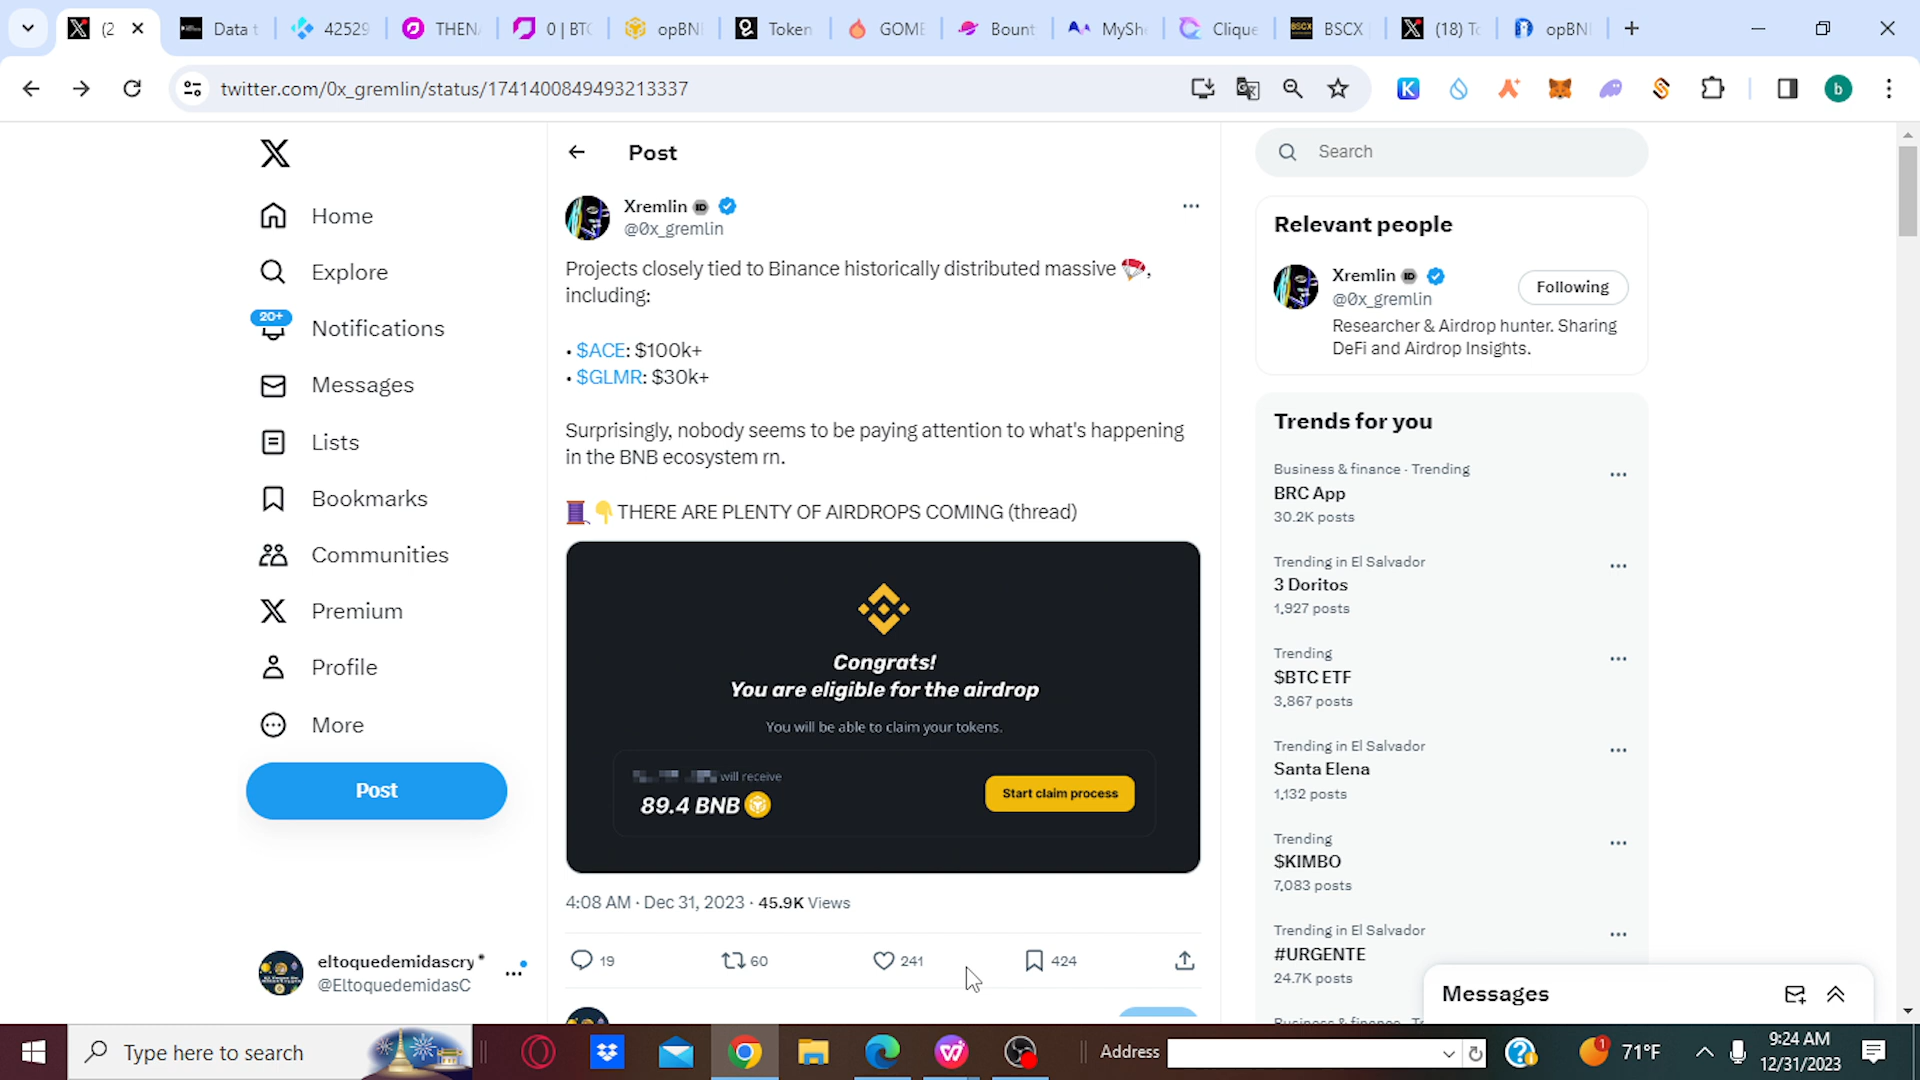 (2
Data t
42529
THEN
0 | BTC
opBN
Token
GOME
Bount
MySh
Clique
BSCX
BSCX
(18) To
opBN
twitter.com/0x_gremlin/status/1741400849493213337
K
b
Home
Explore
20+
Notifications
Messages
Lists
Bookmarks
Communities
Premium
Profile
More
Post
eltoquedemidascry*
@EltoquedemidasC
Post
Xremlin
@0x_gremlin
Projects closely tied to Binance historically distributed massive 🪂,
including:
• $ACE: $100k+
• $GLMR: $30k+
Surprisingly, nobody seems to be paying attention to what's happening
in the BNB ecosystem rn.
🧵👇THERE ARE PLENTY OF AIRDROPS COMING (thread)
Congrats!
You are eligible for the airdrop
You will be able to claim your tokens.
will receive
89.4 BNB
Start claim process
4:08 AM · Dec 31, 2023 · 45.9K Views
19
60
241
424
Search
Relevant people
Xremlin
@0x_gremlin
Following
Researcher & Airdrop hunter. Sharing
DeFi and Airdrop Insights.
Trends for you
Business & finance · Trending
BRC App
30.2K posts
Trending in El Salvador
3 Doritos
1,927 posts
Trending
$BTC ETF
3,867 posts
Trending in El Salvador
Santa Elena
1,132 posts
Trending
$KIMBO
7,083 posts
Trending in El Salvador
#URGENTE
24.7K posts
Messages
Type here to search
Address
1
71°F
9:24 AM
12/31/2023